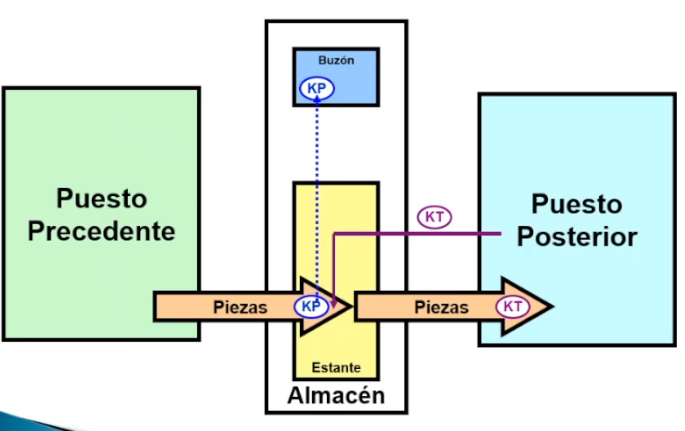 Buzón
KP
Puesto
Precedente
KT
Puesto
Posterior
Piezas
KP
Piezas
KT
Estante
Almacén